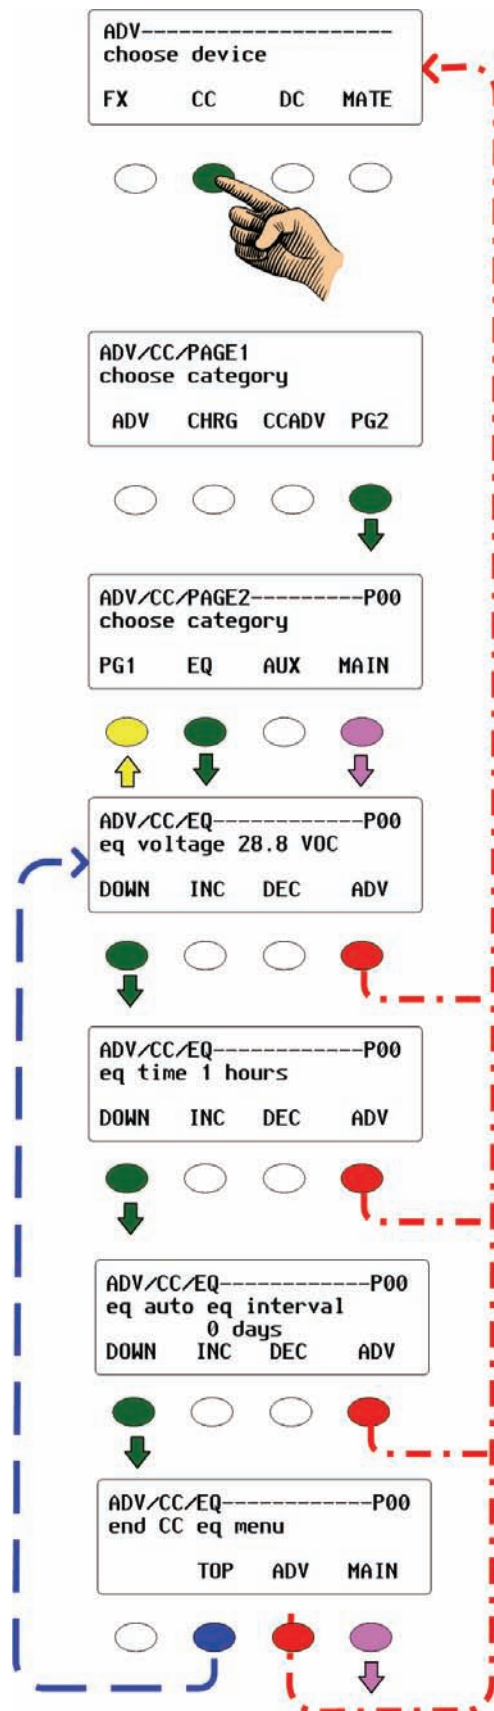 ADV----------------------
choose device
FX CC DC MATE
ADV/CC/PAGE1
choose category
ADV CHRG CCADV PG2
ADV/CC/PAGE2----------P00
choose category
PG1 EQ AUX MAIN
ADV/CC/EQ-------------P00
eq voltage 28.8 VOC
DOWN INC DEC ADV
ADV/CC/EQ-------------P00
eq time 1 hours
DOWN INC DEC ADV
ADV/CC/EQ-------------P00
eq auto eq interval
0 days
DOWN INC DEC ADV
ADV/CC/EQ-------------P00
end CC eq menu
TOP ADV MAIN